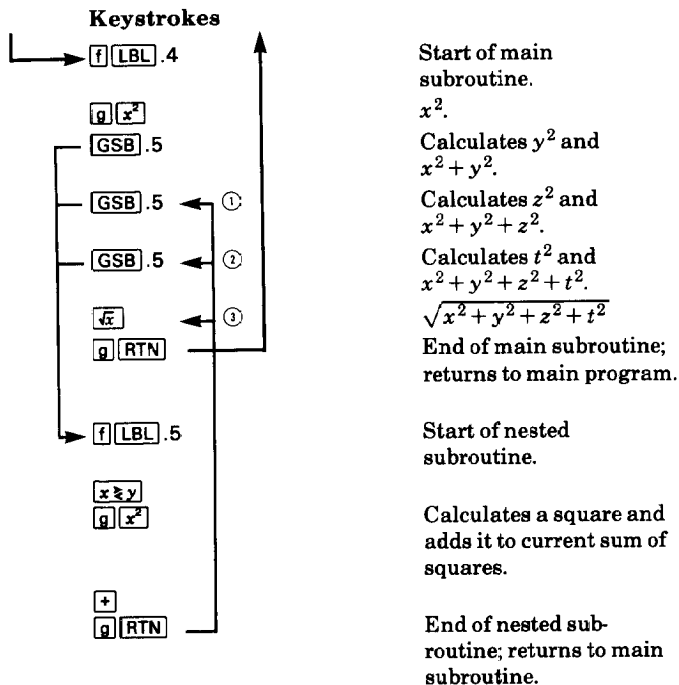 Keystrokes
f LBL .4 Start of main
subroutine.
g x² x².
GSB .5 Calculates y² and
x² + y².
GSB .5 ① Calculates z² and
x² + y² + z².
GSB .5 ② Calculates t² and
x² + y² + z² + t².
√x ③ √x² + y² + z² + t²
g RTN End of main subroutine;
returns to main program.
f LBL .5 Start of nested
subroutine.
x≷y
g x² Calculates a square and
adds it to current sum of
squares.
+
g RTN End of nested sub-
routine; returns to main
subroutine.